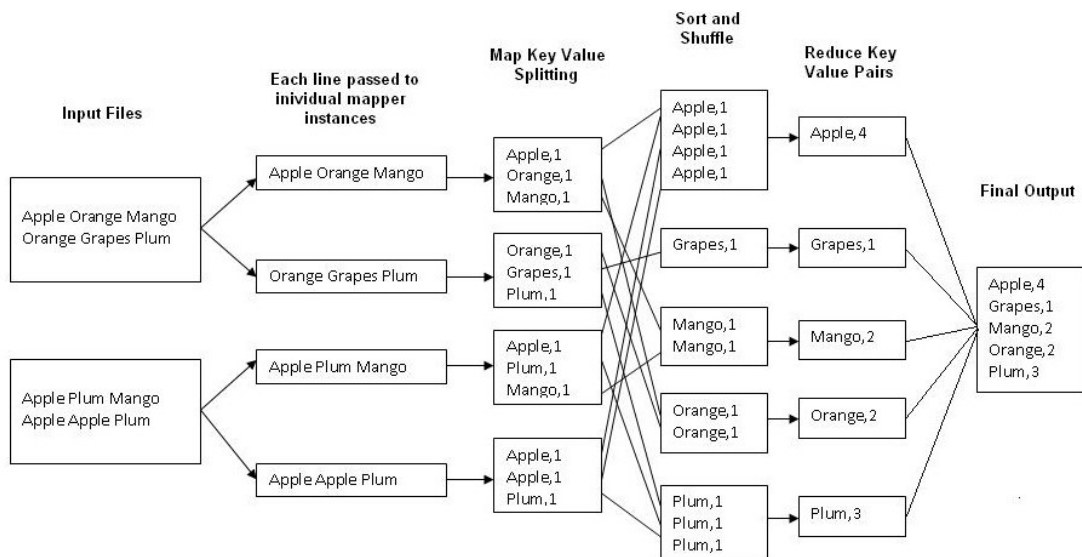 Input Files
Apple Orange Mango
Orange Grapes Plum
Apple Plum Mango
Apple Apple Plum
Each line passed to
inividual mapper
instances
Apple Orange Mango
Orange Grapes Plum
Apple Plum Mango
Apple Apple Plum
Map Key Value
Splitting
Apple,1
Orange,1
Mango,1
Orange,1
Grapes,1
Plum,1
Apple,1
Plum,1
Mango,1
Apple,1
Apple,1
Plum,1
Sort and
Shuffle
Apple,1
Apple,1
Apple,1
Apple,1
Grapes,1
Mango,1
Mango,1
Orange,1
Orange,1
Plum,1
Plum,1
Plum,1
Reduce Key
Value Pairs
Apple,4
Grapes,1
Mango,2
Orange,2
Plum,3
Final Output
Apple,4
Grapes,1
Mango,2
Orange,2
Plum,3